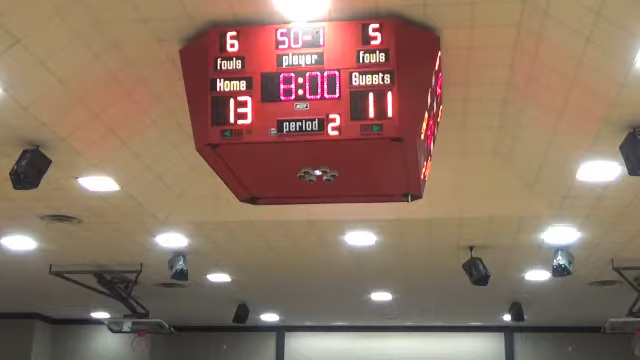 6 50-1 5
fouls player fouls
Home 8:00 Guests
13 11
period 2